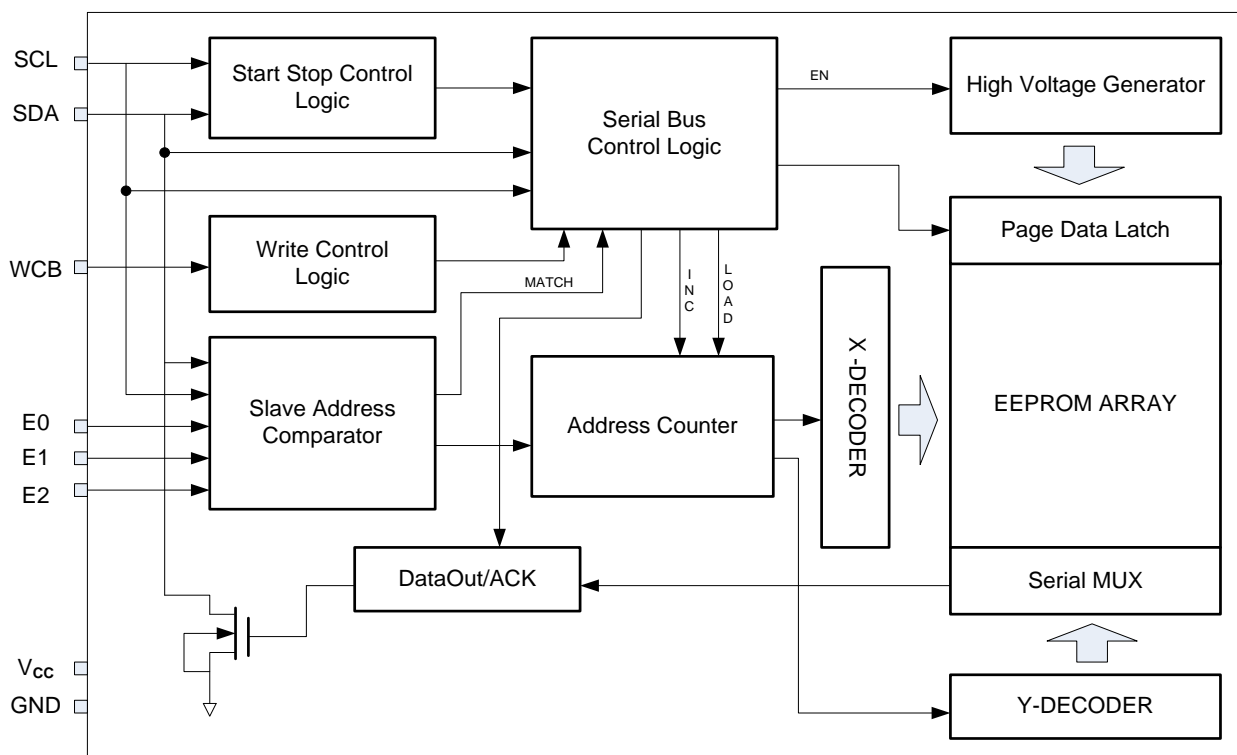 SCL
SDA
WCB
E0
E1
E2
Vcc
GND
Start Stop Control
Logic
Serial Bus
Control Logic
EN
High Voltage Generator
Write Control
Logic
MATCH
INC
LOAD
Page Data Latch
Slave Address
Comparator
Address Counter
X -DECODER
EEPROM ARRAY
DataOut/ACK
Serial MUX
Y-DECODER